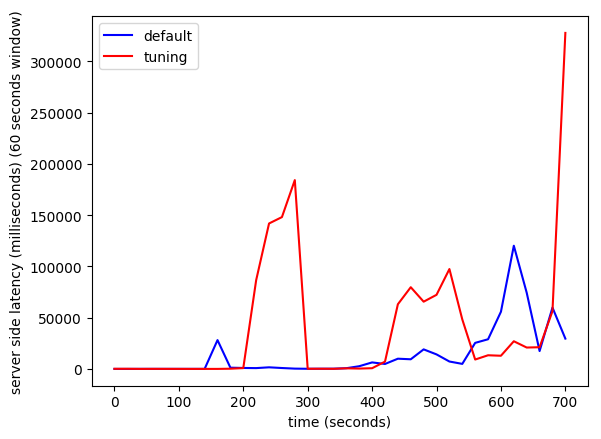 default
tuning
server side latency (milliseconds) (60 seconds window)
300000
250000
200000
150000
100000
50000
0
0 100 200 300 400 500 600 700
time (seconds)